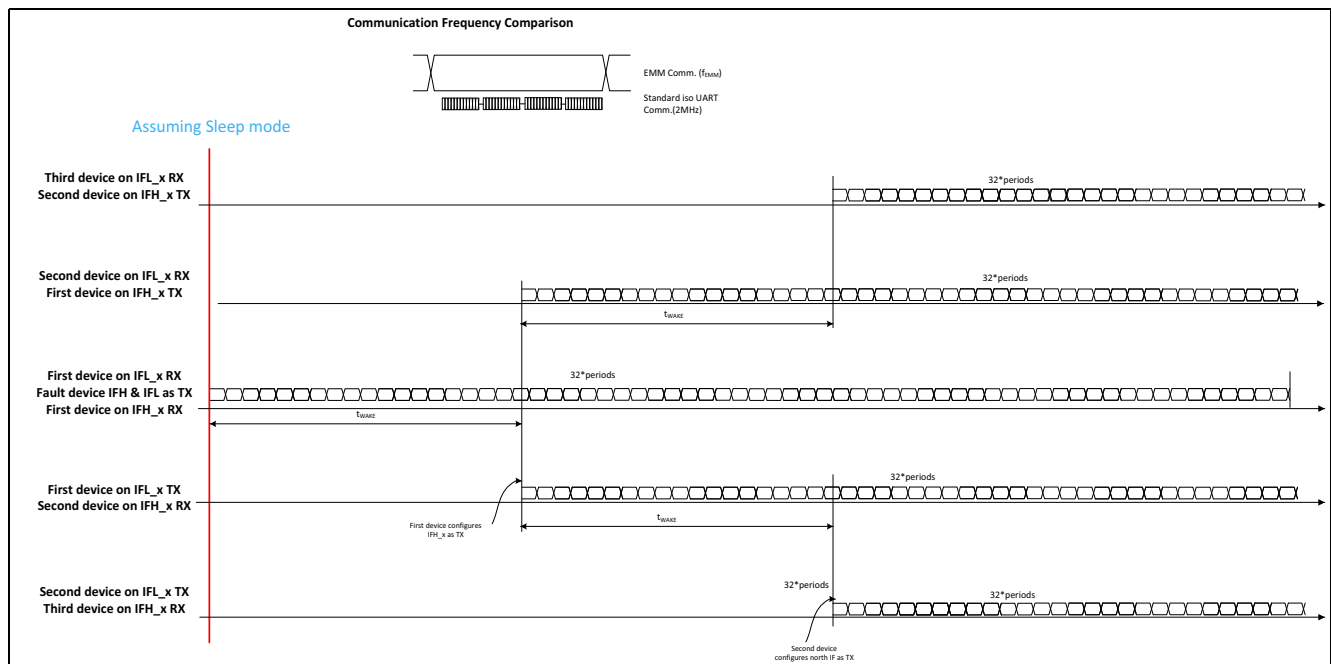 Communication Frequency Comparison
EMM Comm. (fEMM)
Standard iso UART
Comm.(2MHz)
Assuming Sleep mode
Third device on IFL_x RX
Second device on IFH_x TX
32*periods
Second device on IFL_x RX
First device on IFH_x TX
32*periods
tWAKE
First device on IFL_x RX
Fault device IFH & IFL as TX
First device on IFH_x RX
32*periods
tWAKE
First device on IFL_x TX
Second device on IFH_x RX
32*periods
tWAKE
First device configures
IFH_x as TX
Second device on IFL_x TX
Third device on IFH_x RX
32*periods
32*periods
Second device
configures north IF as TX